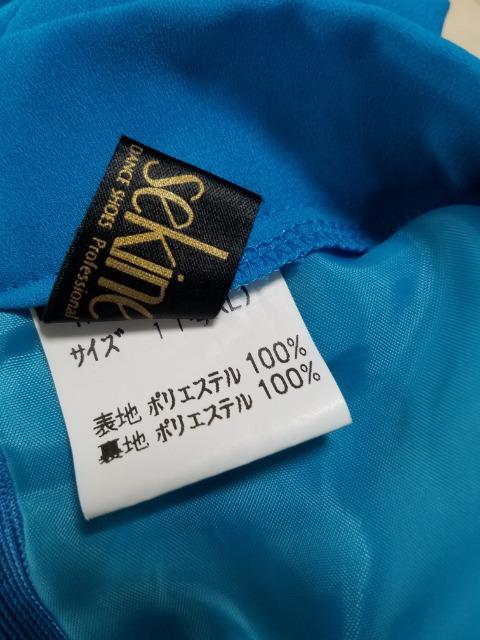 sekine
DANCE SHOES Professional
サイズ
表地 ポリエステル 100%
裏地 ポリエステル 100%